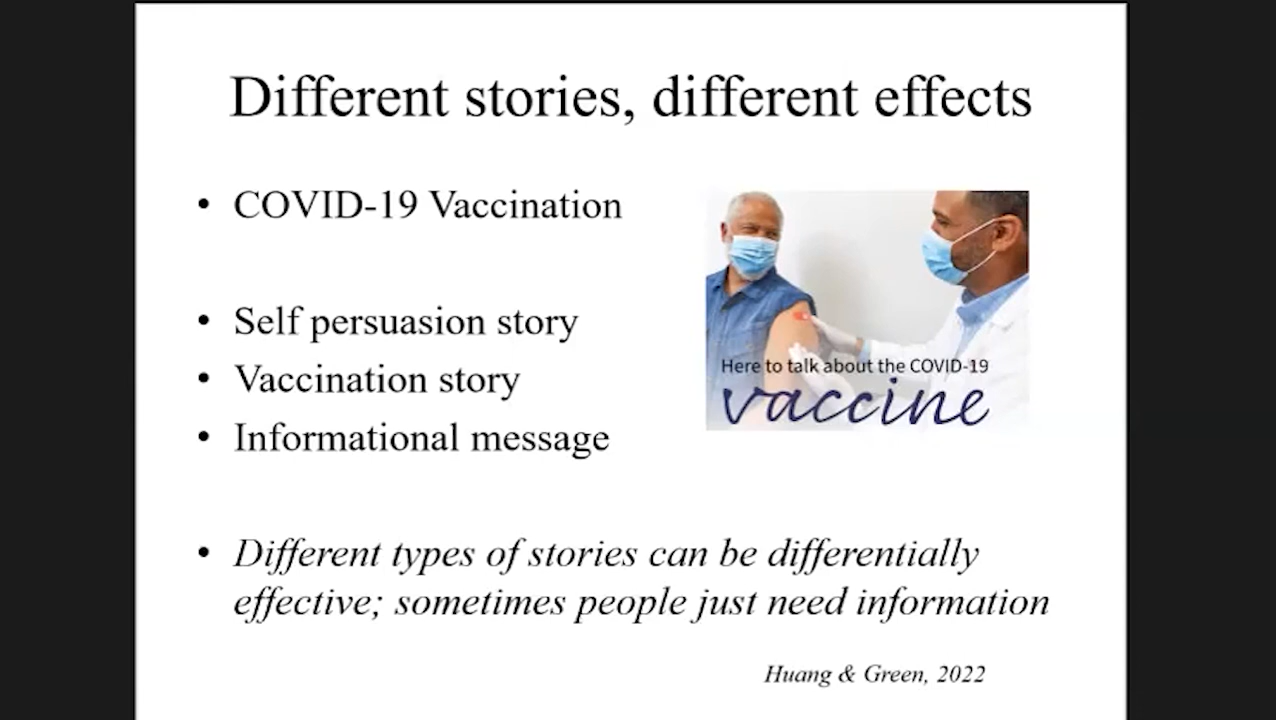 Different stories, different effects
• COVID-19 Vaccination
• Self persuasion story
• Vaccination story
• Informational message
Here to talk about the COVID-19
vaccine
• Different types of stories can be differentially
effective; sometimes people just need information
Huang & Green, 2022